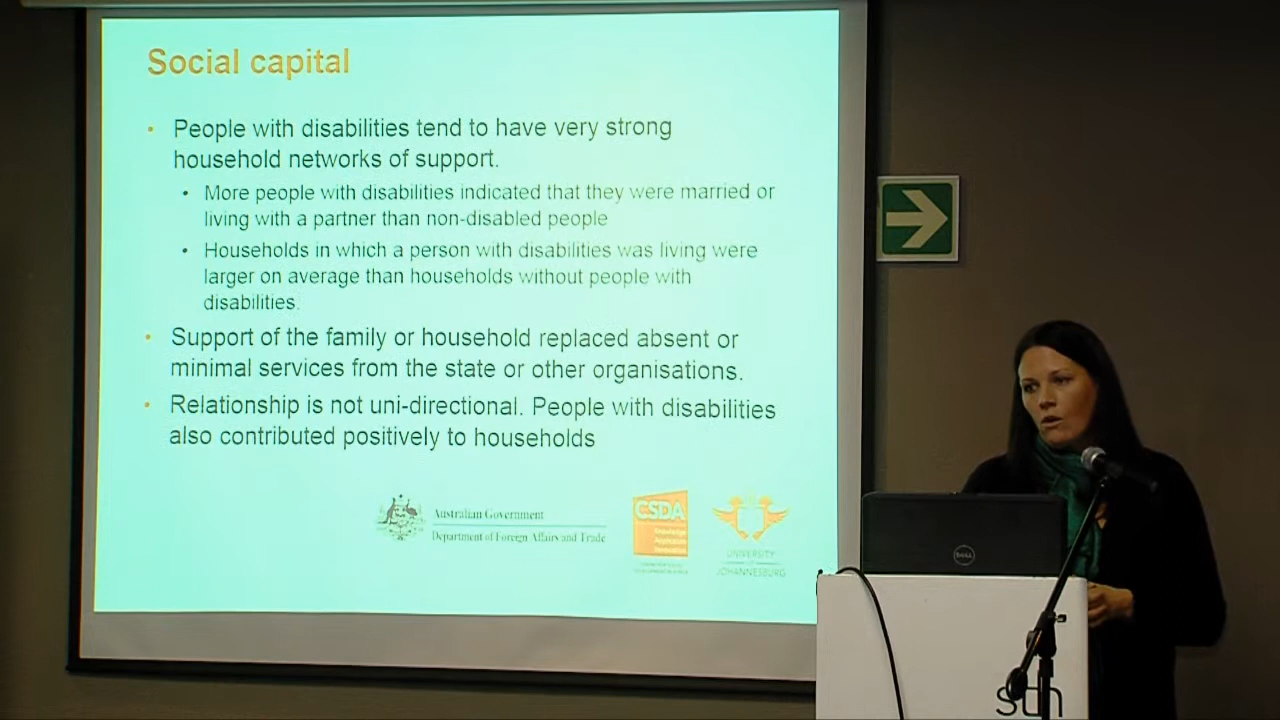 Social capital
• People with disabilities tend to have very strong
household networks of support.
• More people with disabilities indicated that they were married or
living with a partner than non-disabled people
• Households in which a person with disabilities was living were
larger on average than households without people with
disabilities.
• Support of the family or household replaced absent or
minimal services from the state or other organisations.
• Relationship is not uni-directional. People with disabilities
also contributed positively to households
Australian Government
Department of Foreign Affairs and Trade
CSDA
UNIVERSITY
OF
JOHANNESBURG
DELL